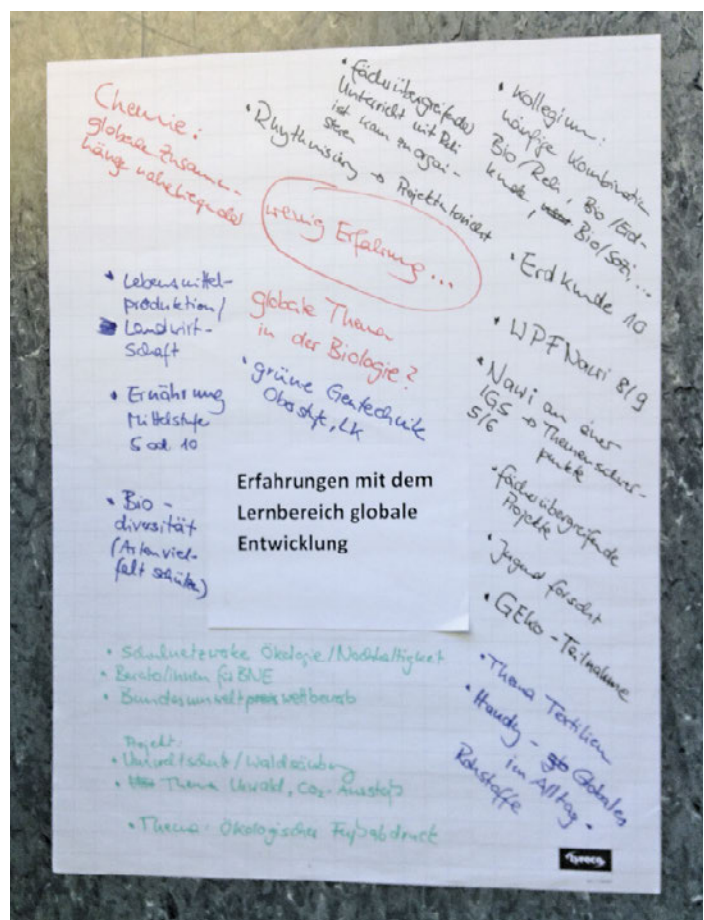 Chemie:
globale Zusammen-
hänge naheliegender
• fächerübergreifender
Unterricht mit Reli
ist kaum zu organi-
sieren
• Rhythmisierung → Projektunterricht
• Kollegium:
häufige Kombination
Bio/Reli, Bio/Erd-
kunde, Bio/Sozi,...
wenig Erfahrung...
globale Themen
in der Biologie?
• grüne Gentechnik
Oberstufe, LK
• Lebensmittel-
produktion/
Landwirt-
schaft
• Ernährung
Mittelstufe
5 od. 10
• Bio-
diversität
(Artenviel-
falt schützen)
Erfahrungen mit dem
Lernbereich globale
Entwicklung
• Erdkunde 10
• WPF Nawi 8/9
• Nawi an einer
IGS → Themenschwer-
5/6 punkte
• fächerübergreifende
Projekte
• Jugend forscht
• GEko-Teilnahme
• Thema Textilien
• Handy - Globales
im Alltag -
Rohstoffe
• Schulnetzwerke Ökologie/Nachhaltigkeit
• Berater/innen für BNE
• Bundesumweltwettbewerb
Projekt:
• Umweltschutz/Waldsäuberung
• Thema Urwald, CO₂-Ausstoß
• Thema: Ökologischer Fußabdruck